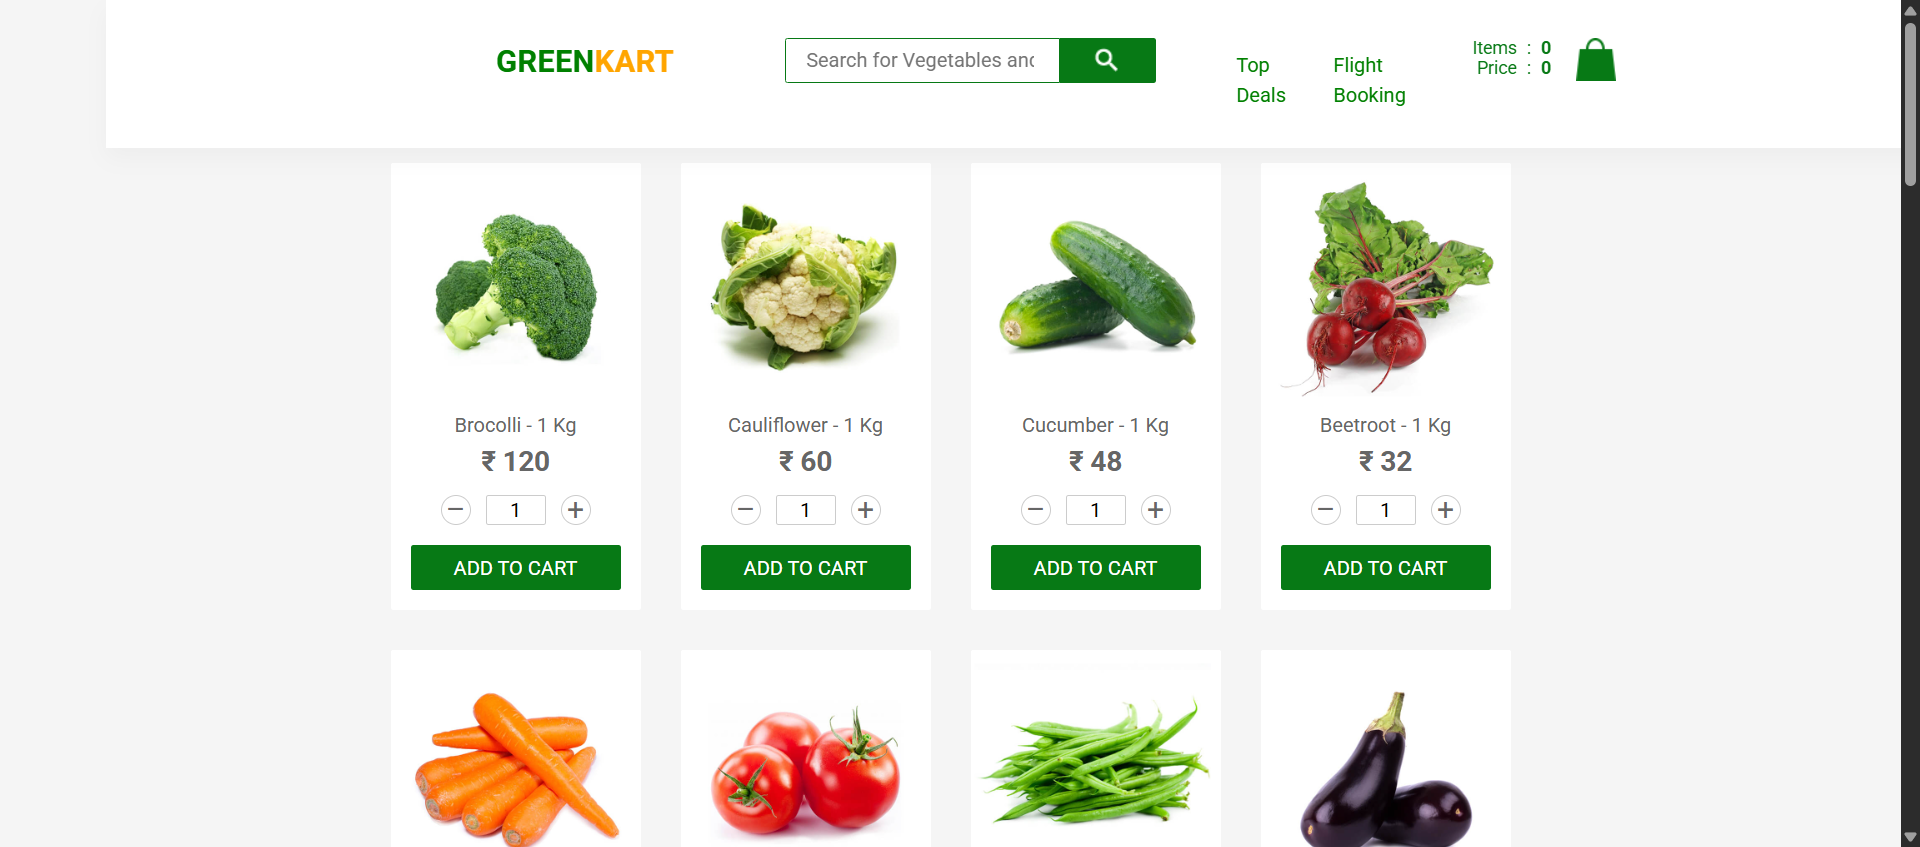 GREENKART
Search for Vegetables an
Top
Deals
Flight
Booking
Items : 0
Price : 0
Brocolli - 1 Kg
₹ 120
1
ADD TO CART
Cauliflower - 1 Kg
₹ 60
1
ADD TO CART
Cucumber - 1 Kg
₹ 48
1
ADD TO CART
Beetroot - 1 Kg
₹ 32
1
ADD TO CART